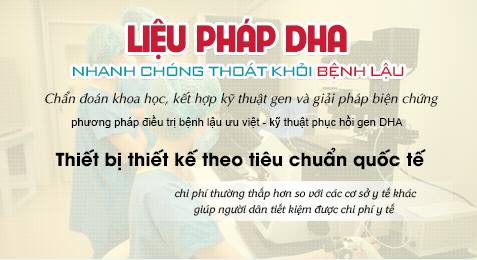 LIỆU PHÁP DHA
NHANH CHÓNG THOÁT KHỎI BỆNH LẬU
Chẩn đoán khoa học, kết hợp kỹ thuật gen và giải pháp biện chứng
phương pháp điều trị bệnh lậu ưu việt - kỹ thuật phục hồi gen DHA
Thiết bị thiết kế theo tiêu chuẩn quốc tế
chi phí thường thấp hơn so với các cơ sở y tế khác
giúp người dân tiết kiệm được chi phí y tế